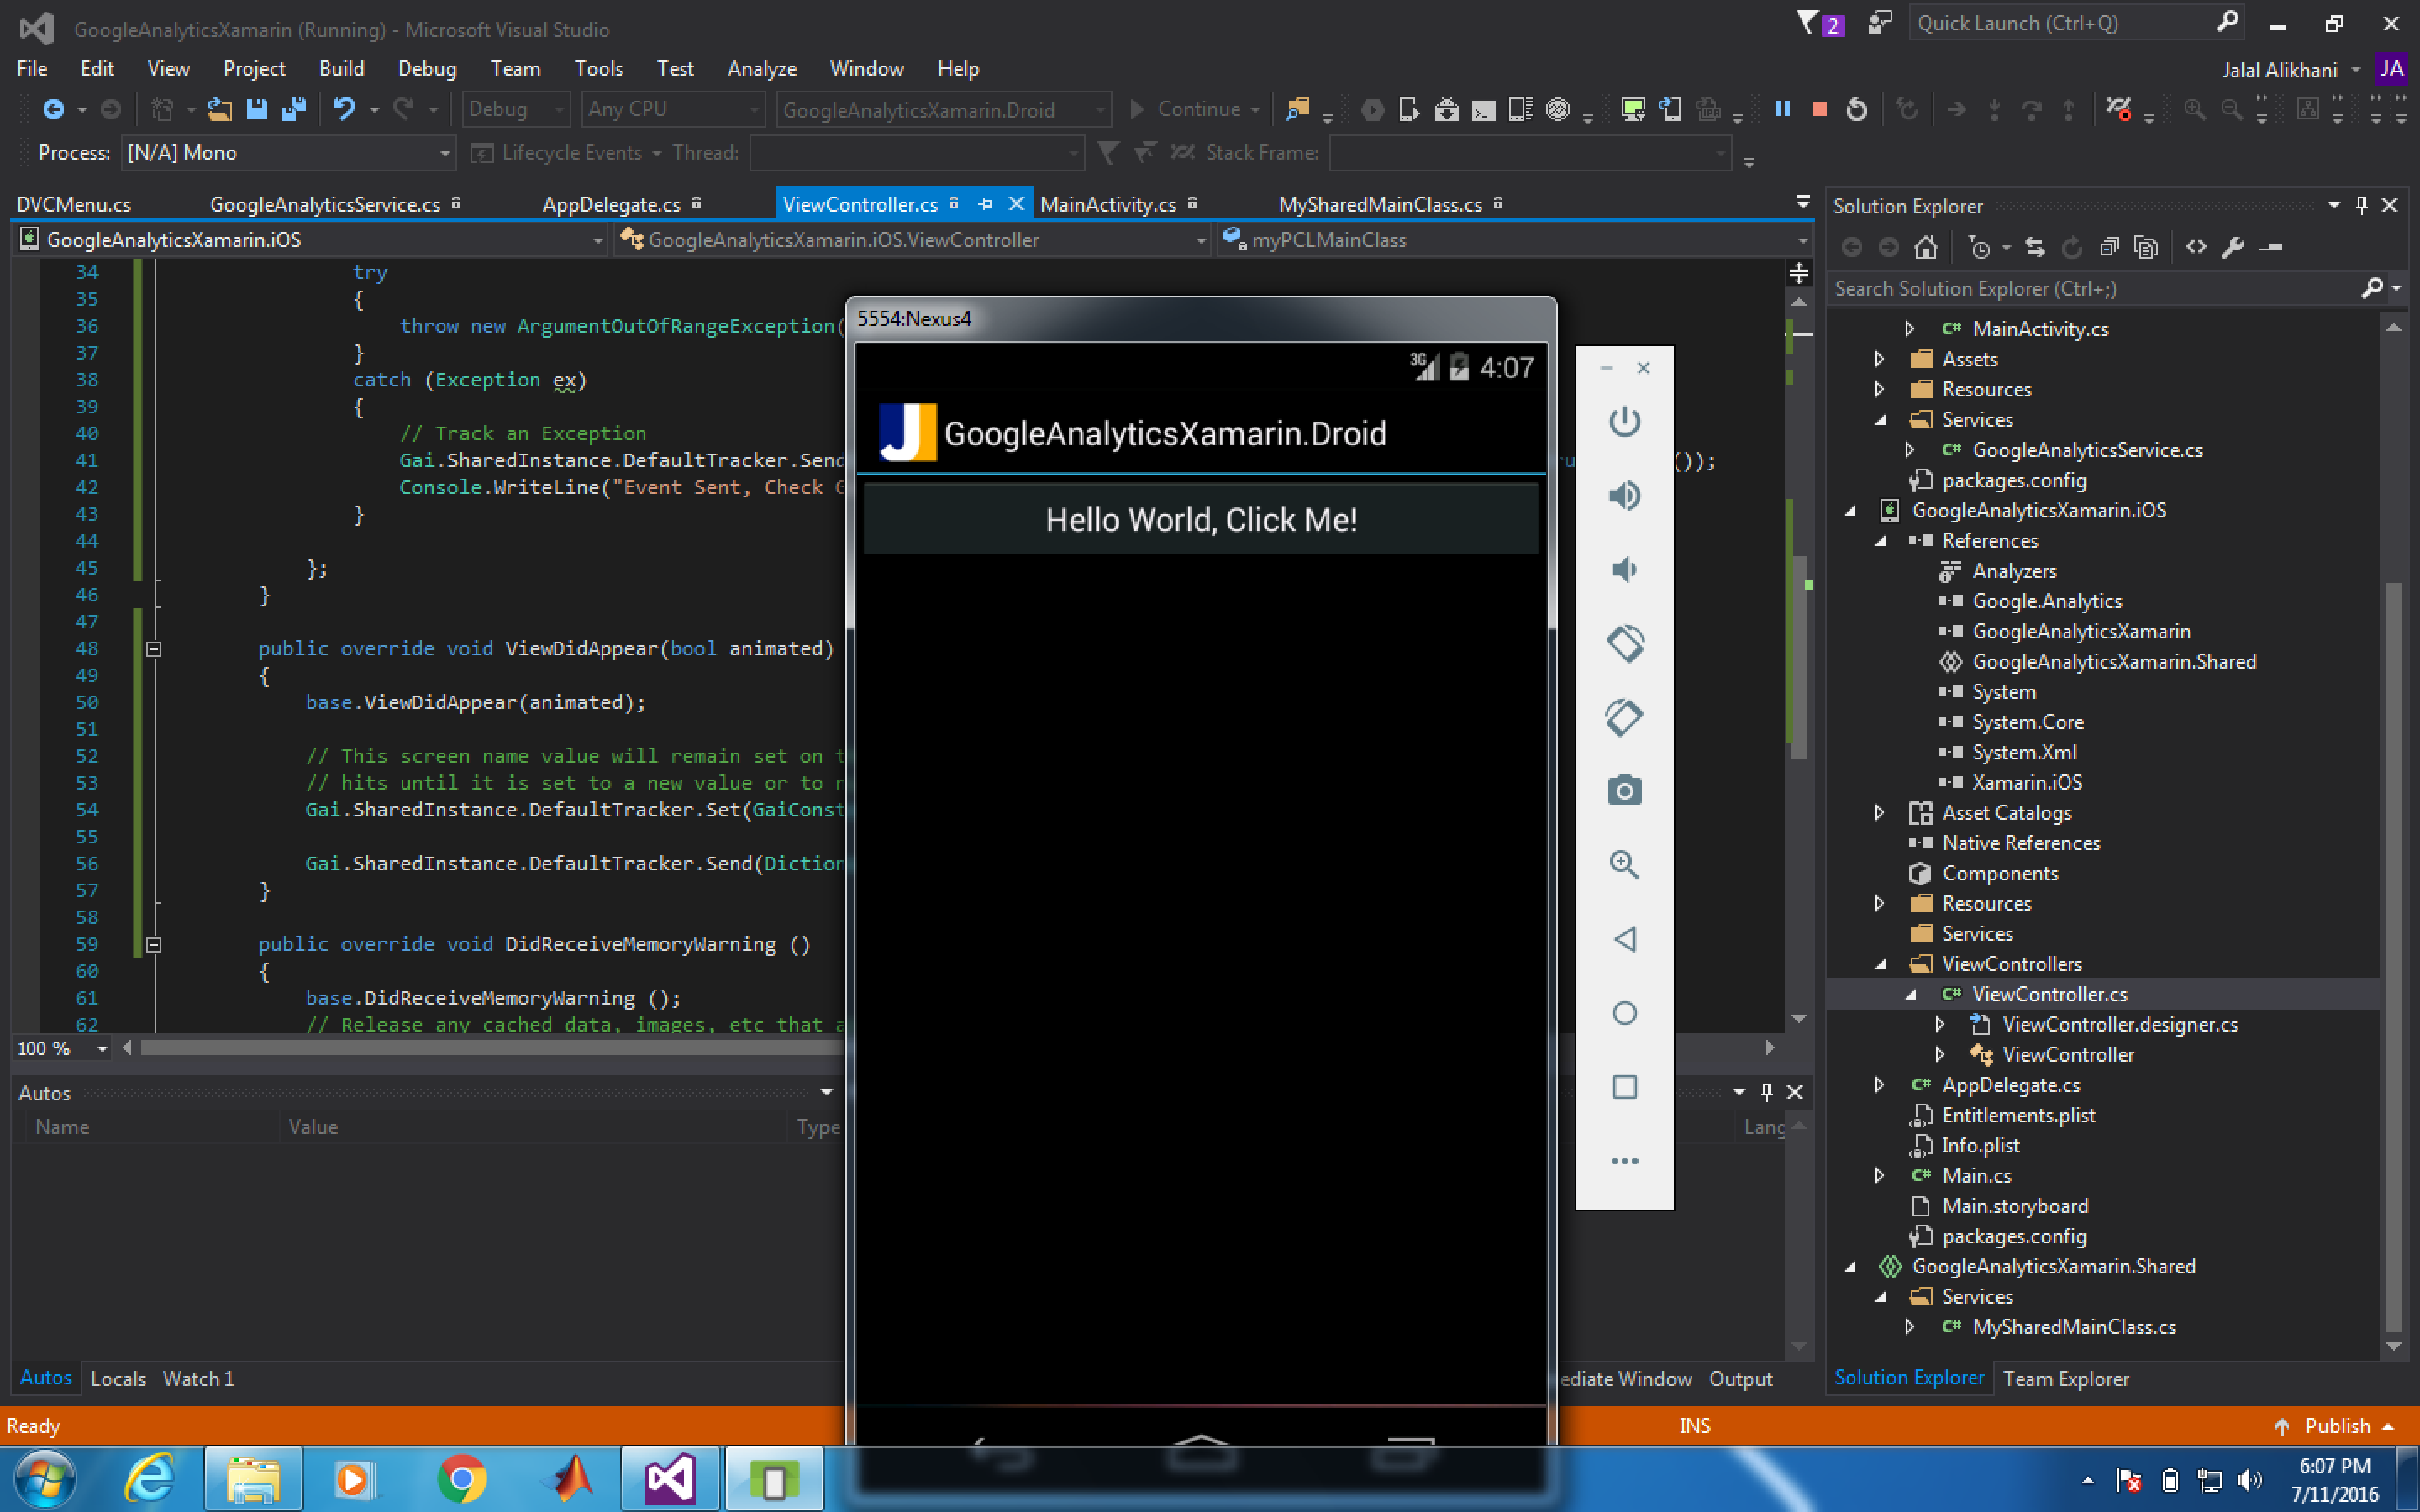 GoogleAnalyticsXamarin (Running) - Microsoft Visual Studio
2
Quick Launch (Ctrl+Q)
File Edit View Project Build Debug Team Tools Test Analyze Window Help
Jalal Alikhani JA
Debug Any CPU GoogleAnalyticsXamarin.Droid Continue
Process: [N/A] Mono Lifecycle Events Thread: Stack Frame:
DVCMenu.cs GoogleAnalyticsService.cs AppDelegate.cs ViewController.cs MainActivity.cs MySharedMainClass.cs
GoogleAnalyticsXamarin.iOS GoogleAnalyticsXamarin.iOS.ViewController myPCLMainClass
34 try
35 {
36 throw new ArgumentOutOfRangeException(
37 }
38 catch (Exception ex)
39 {
40 // Track an Exception
41 Gai.SharedInstance.DefaultTracker.Send ());
42 Console.WriteLine("Event Sent, Check G
43 }
44
45 };
46 }
47
48 public override void ViewDidAppear(bool animated)
49 {
50 base.ViewDidAppear(animated);
51
52 // This screen name value will remain set on t
53 // hits until it is set to a new value or to n
54 Gai.SharedInstance.DefaultTracker.Set(GaiConst
55
56 Gai.SharedInstance.DefaultTracker.Send(Diction
57 }
58
59 public override void DidReceiveMemoryWarning ()
60 {
61 base.DidReceiveMemoryWarning ();
62 // Release any cached data, images, etc that a
100 %
Autos
Name Value Type
Lang
Autos Locals Watch 1
ediate Window Output
Ready
INS
Publish
5554:Nexus4
3G 4:07
GoogleAnalyticsXamarin.Droid
Hello World, Click Me!
Solution Explorer
Search Solution Explorer (Ctrl+;)
C# MainActivity.cs
Assets
Resources
Services
C# GoogleAnalyticsService.cs
packages.config
GoogleAnalyticsXamarin.iOS
References
Analyzers
Google.Analytics
GoogleAnalyticsXamarin
GoogleAnalyticsXamarin.Shared
System
System.Core
System.Xml
Xamarin.iOS
Asset Catalogs
Native References
Components
Resources
Services
ViewControllers
C# ViewController.cs
ViewController.designer.cs
ViewController
C# AppDelegate.cs
Entitlements.plist
Info.plist
C# Main.cs
Main.storyboard
packages.config
GoogleAnalyticsXamarin.Shared
Services
C# MySharedMainClass.cs
Solution Explorer Team Explorer
6:07 PM
7/11/2016